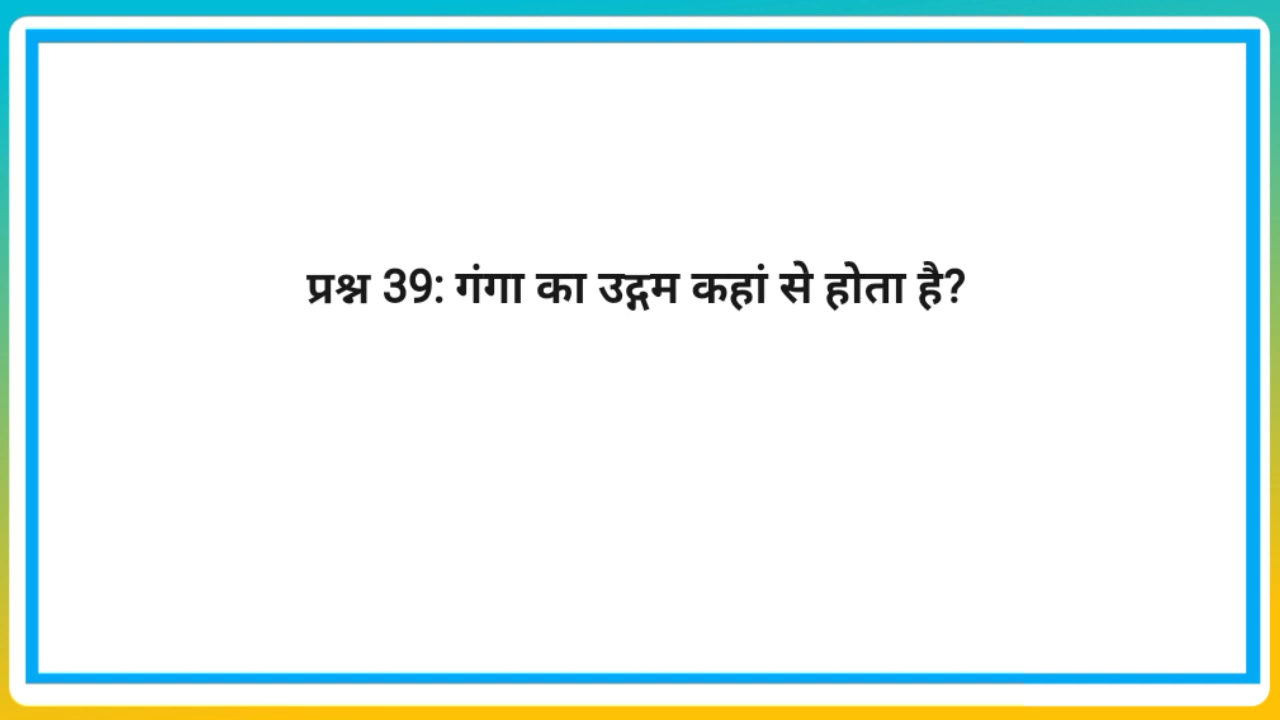 प्रश्न 39: गंगा का उद्गम कहां से होता है?